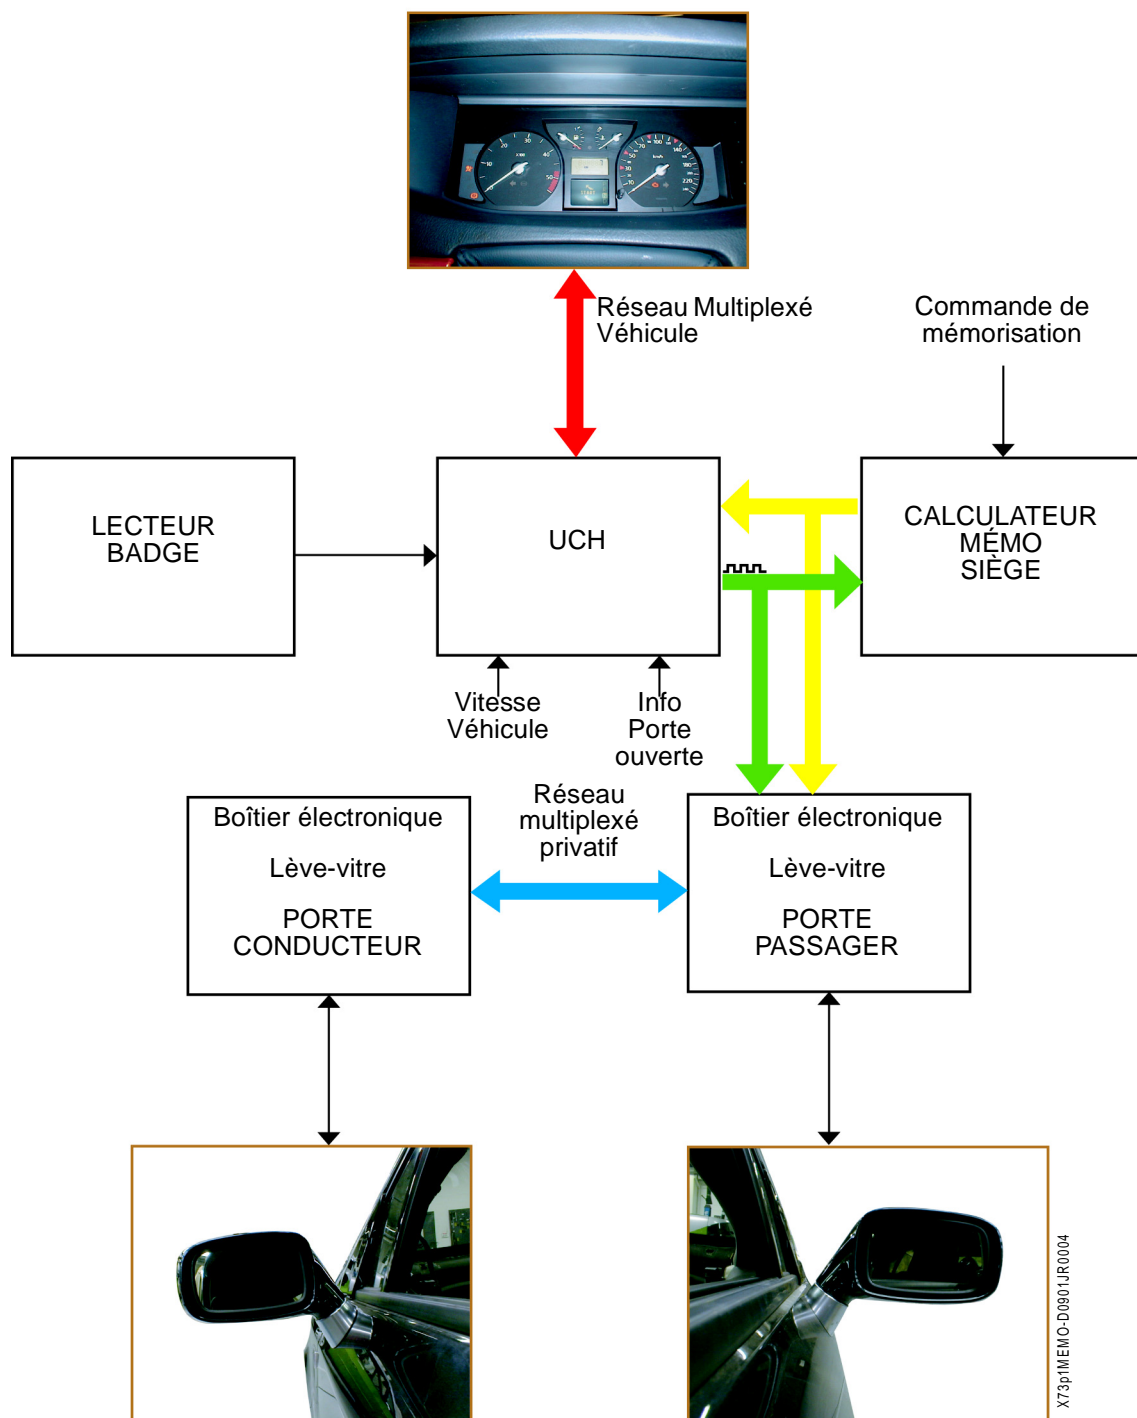 Réseau Multiplexé
Véhicule
Commande de
mémorisation
LECTEUR
BADGE
UCH
CALCULATEUR
MÉMO
SIÈGE
Vitesse
Véhicule
Info
Porte
ouverte
Réseau
multiplexé
privatif
Boîtier électronique
Lève-vitre
PORTE
CONDUCTEUR
Boîtier électronique
Lève-vitre
PORTE
PASSAGER
X73p1MEMO-D0901JR0004